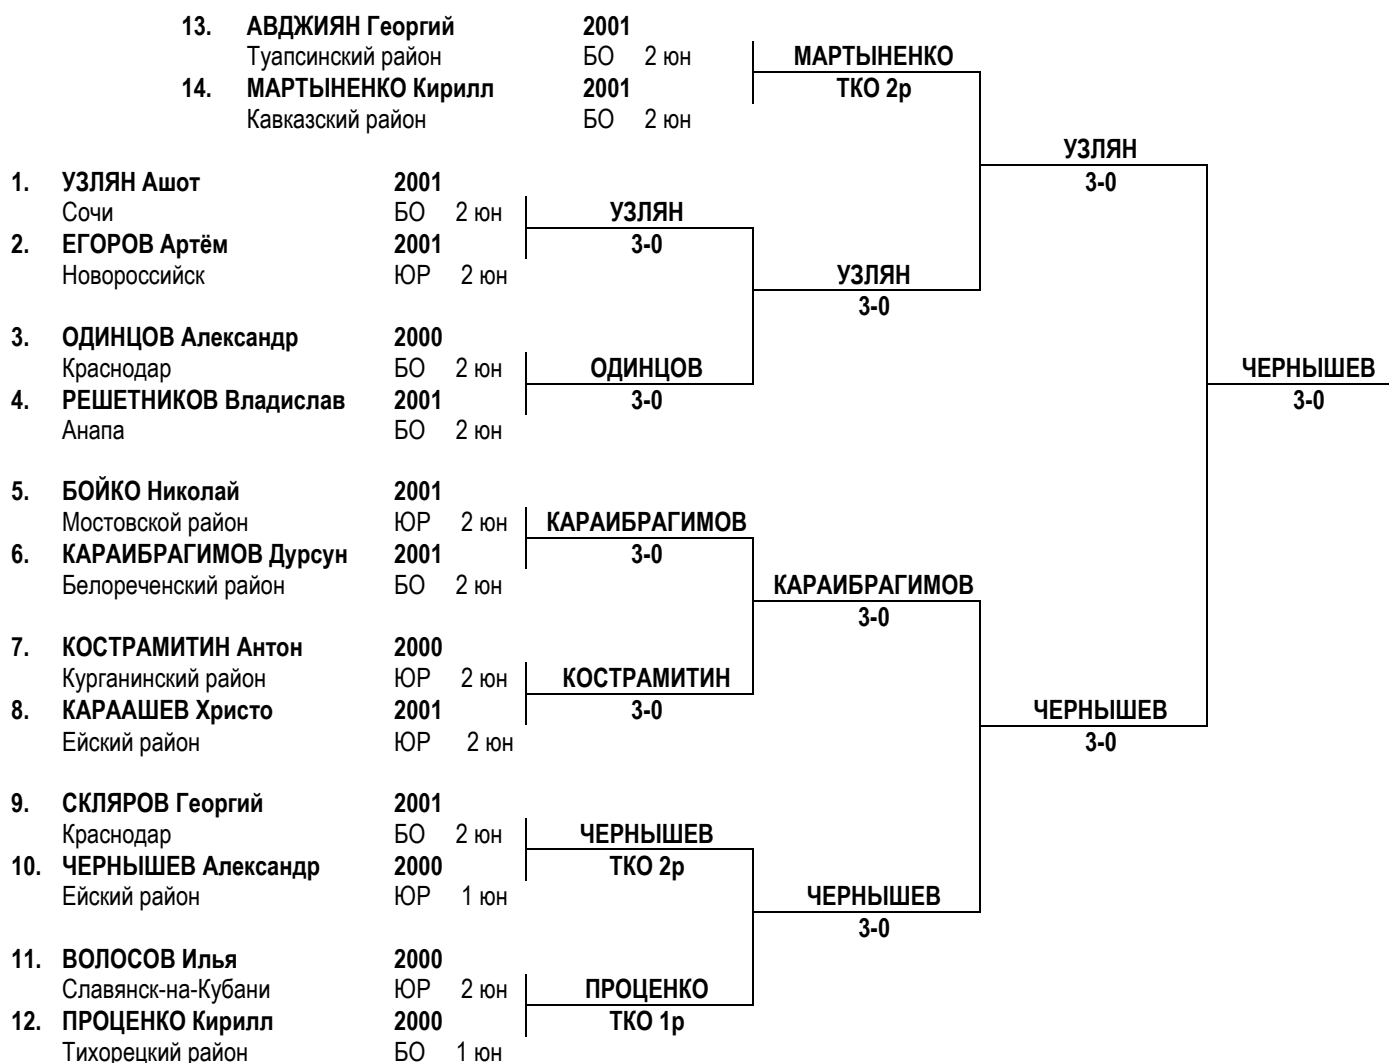 13. АВДЖИЯН Георгий 2001
Туапсинский район БО 2 юн МАРТЫНЕНКО
14. МАРТЫНЕНКО Кирилл 2001 ТКО 2р
Кавказский район БО 2 юн
УЗЛЯН
1. УЗЛЯН Ашот 2001 3-0
Сочи БО 2 юн УЗЛЯН
2. ЕГОРОВ Артём 2001 3-0
Новороссийск ЮР 2 юн УЗЛЯН
3-0
3. ОДИНЦОВ Александр 2000
Краснодар БО 2 юн ОДИНЦОВ ЧЕРНЫШЕВ
4. РЕШЕТНИКОВ Владислав 2001 3-0 3-0
Анапа БО 2 юн
5. БОЙКО Николай 2001
Мостовской район ЮР 2 юн КАРАИБРАГИМОВ
6. КАРАИБРАГИМОВ Дурсун 2001 3-0
Белореченский район БО 2 юн КАРАИБРАГИМОВ
3-0
7. КОСТРАМИТИН Антон 2000
Курганинский район ЮР 2 юн КОСТРАМИТИН
8. КАРААШЕВ Христо 2001 3-0 ЧЕРНЫШЕВ
Ейский район ЮР 2 юн 3-0
9. СКЛЯРОВ Георгий 2001
Краснодар БО 2 юн ЧЕРНЫШЕВ
10. ЧЕРНЫШЕВ Александр 2000 ТКО 2р
Ейский район ЮР 1 юн ЧЕРНЫШЕВ
3-0
11. ВОЛОСОВ Илья 2000
Славянск-на-Кубани ЮР 2 юн ПРОЦЕНКО
12. ПРОЦЕНКО Кирилл 2000 ТКО 1р
Тихорецкий район БО 1 юн